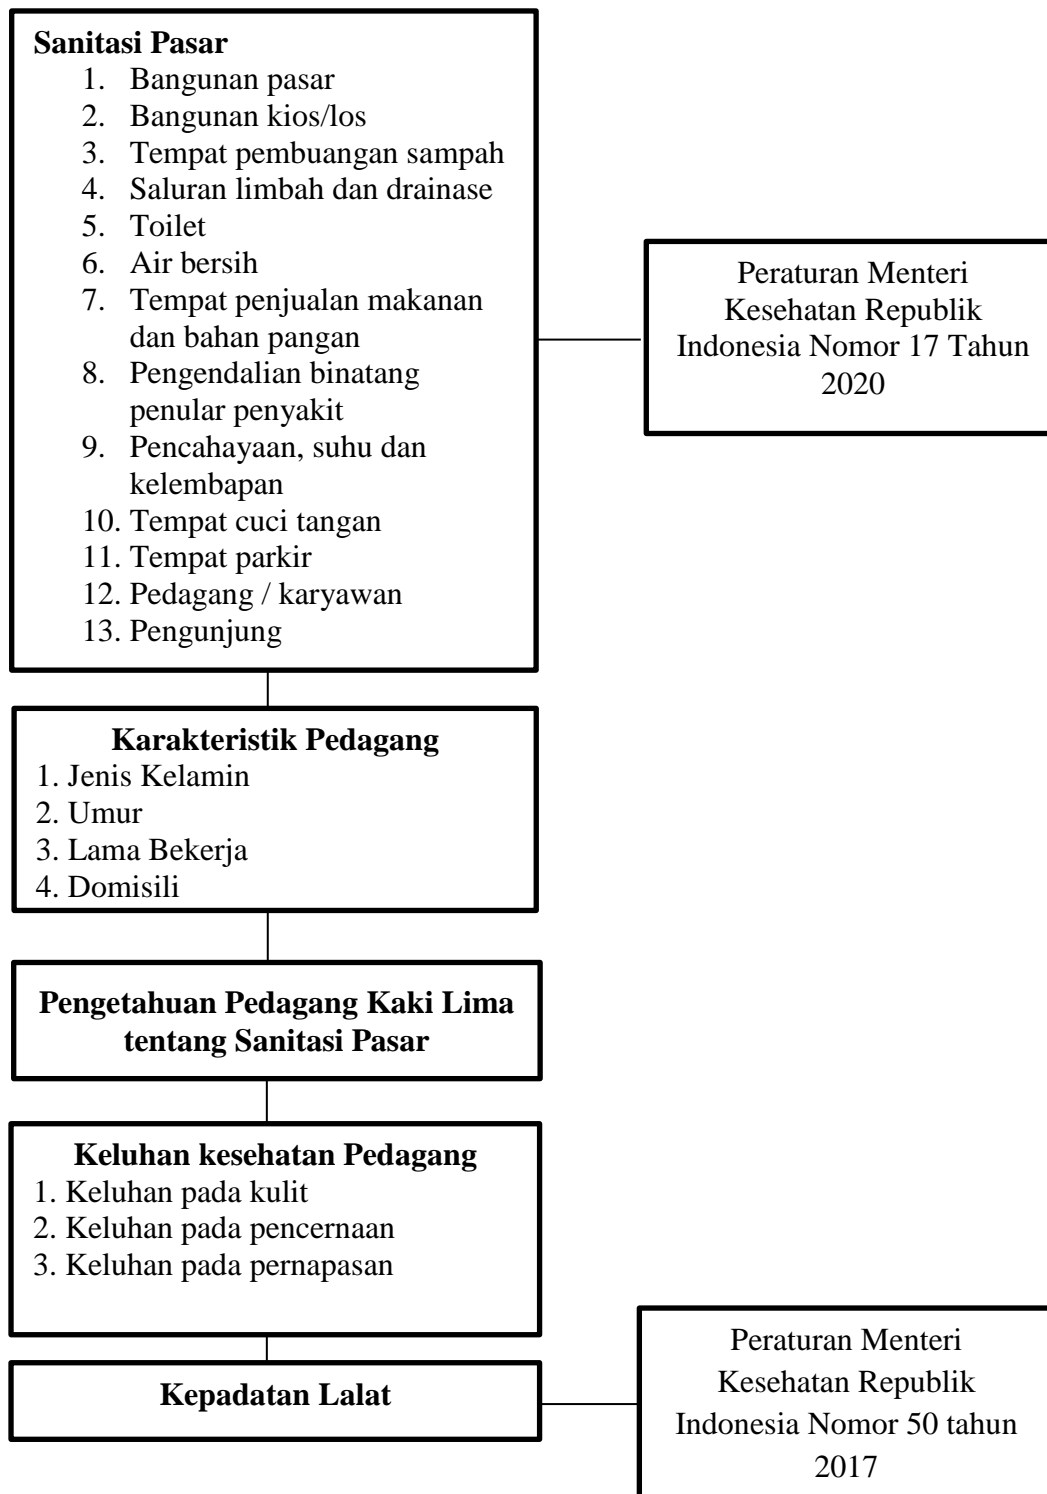 Sanitasi Pasar
1. Bangunan pasar
2. Bangunan kios/los
3. Tempat pembuangan sampah
4. Saluran limbah dan drainase
5. Toilet
6. Air bersih
7. Tempat penjualan makanan
dan bahan pangan
8. Pengendalian binatang
penular penyakit
9. Pencahayaan, suhu dan
kelembapan
10. Tempat cuci tangan
11. Tempat parkir
12. Pedagang / karyawan
13. Pengunjung
Peraturan Menteri
Kesehatan Republik
Indonesia Nomor 17 Tahun
2020
Karakteristik Pedagang
1. Jenis Kelamin
2. Umur
3. Lama Bekerja
4. Domisili
Pengetahuan Pedagang Kaki Lima
tentang Sanitasi Pasar
Keluhan kesehatan Pedagang
1. Keluhan pada kulit
2. Keluhan pada pencernaan
3. Keluhan pada pernapasan
Kepadatan Lalat
Peraturan Menteri
Kesehatan Republik
Indonesia Nomor 50 tahun
2017